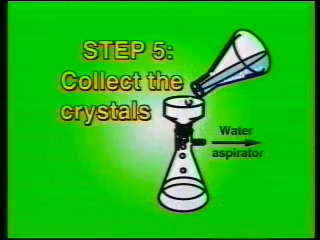 STEP 5:
Collect the
crystals
Water
aspirator